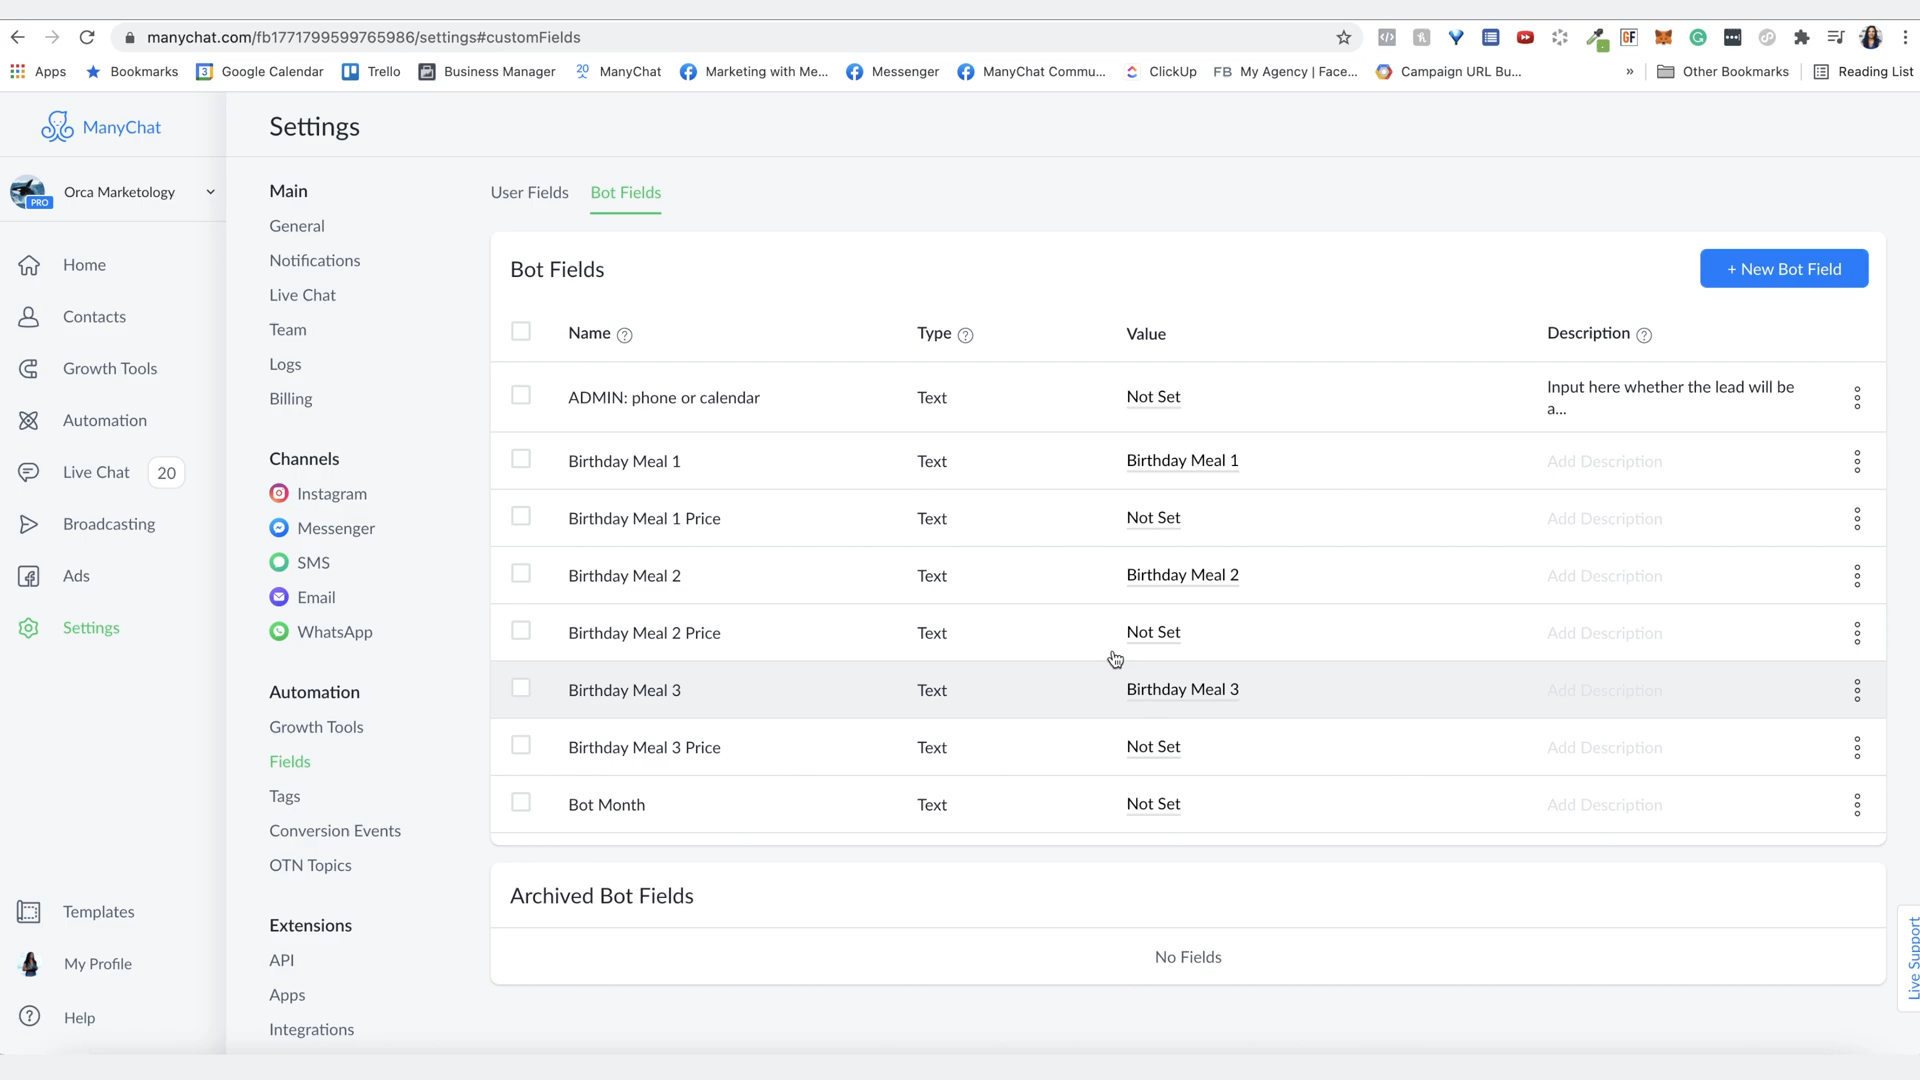 manychat.com/fb1771799599765986/settings#customFields
Apps
Bookmarks
Google Calendar
Trello
Business Manager
20
ManyChat
Marketing with Me...
Messenger
ManyChat Commu...
ClickUp
FB My Agency | Face...
Campaign URL Bu...
»
Other Bookmarks
Reading List
ManyChat
Settings
Orca Marketology
PRO
Home
Contacts
Growth Tools
Automation
Live Chat 20
Broadcasting
Ads
Settings
Templates
My Profile
Help
Main
General
Notifications
Live Chat
Team
Logs
Billing
Channels
Instagram
Messenger
SMS
Email
WhatsApp
Automation
Growth Tools
Fields
Tags
Conversion Events
OTN Topics
Extensions
API
Apps
Integrations
User Fields Bot Fields
Bot Fields
+ New Bot Field
Name ? Type ? Value Description ?
ADMIN: phone or calendar Text Not Set Input here whether the lead will be
a...
Birthday Meal 1 Text Birthday Meal 1 Add Description
Birthday Meal 1 Price Text Not Set Add Description
Birthday Meal 2 Text Birthday Meal 2 Add Description
Birthday Meal 2 Price Text Not Set Add Description
Birthday Meal 3 Text Birthday Meal 3 Add Description
Birthday Meal 3 Price Text Not Set Add Description
Bot Month Text Not Set Add Description
Archived Bot Fields
No Fields
Live Support